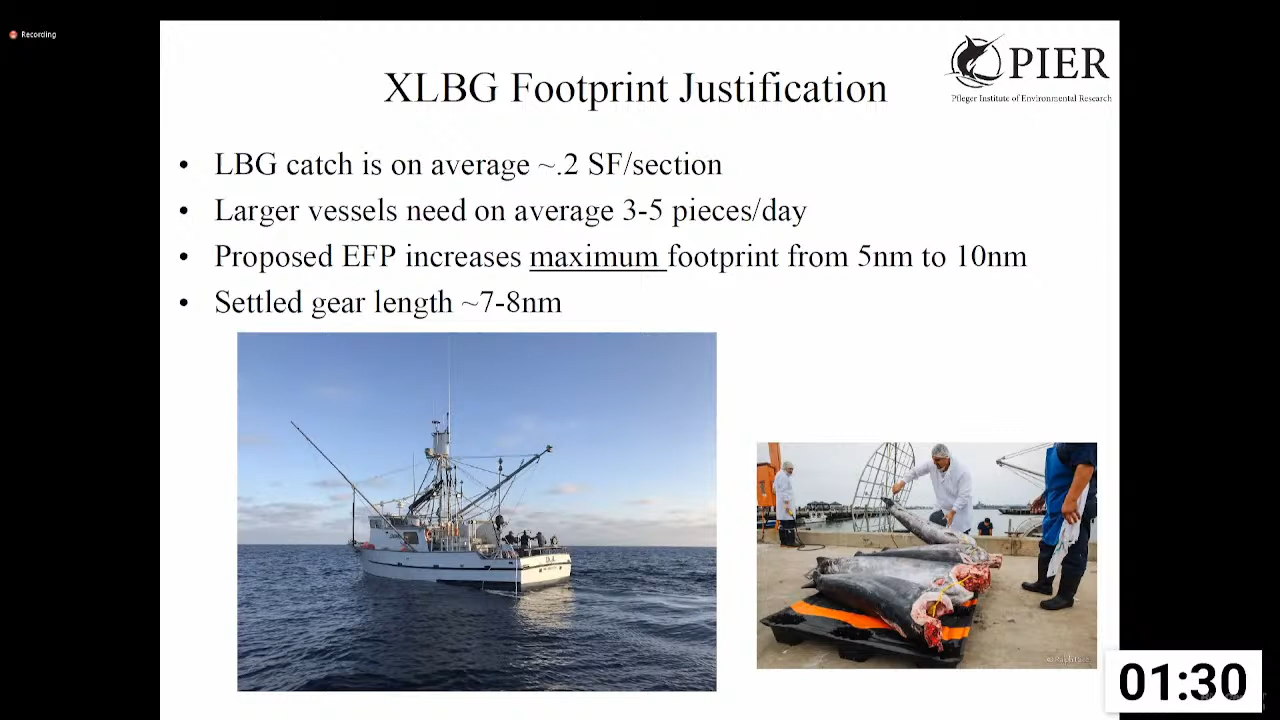 Recording
PIER
Pfleger Institute of Environmental Research
XLBG Footprint Justification
• LBG catch is on average ~.2 SF/section
• Larger vessels need on average 3-5 pieces/day
• Proposed EFP increases maximum footprint from 5nm to 10nm
• Settled gear length ~7-8nm
01:30